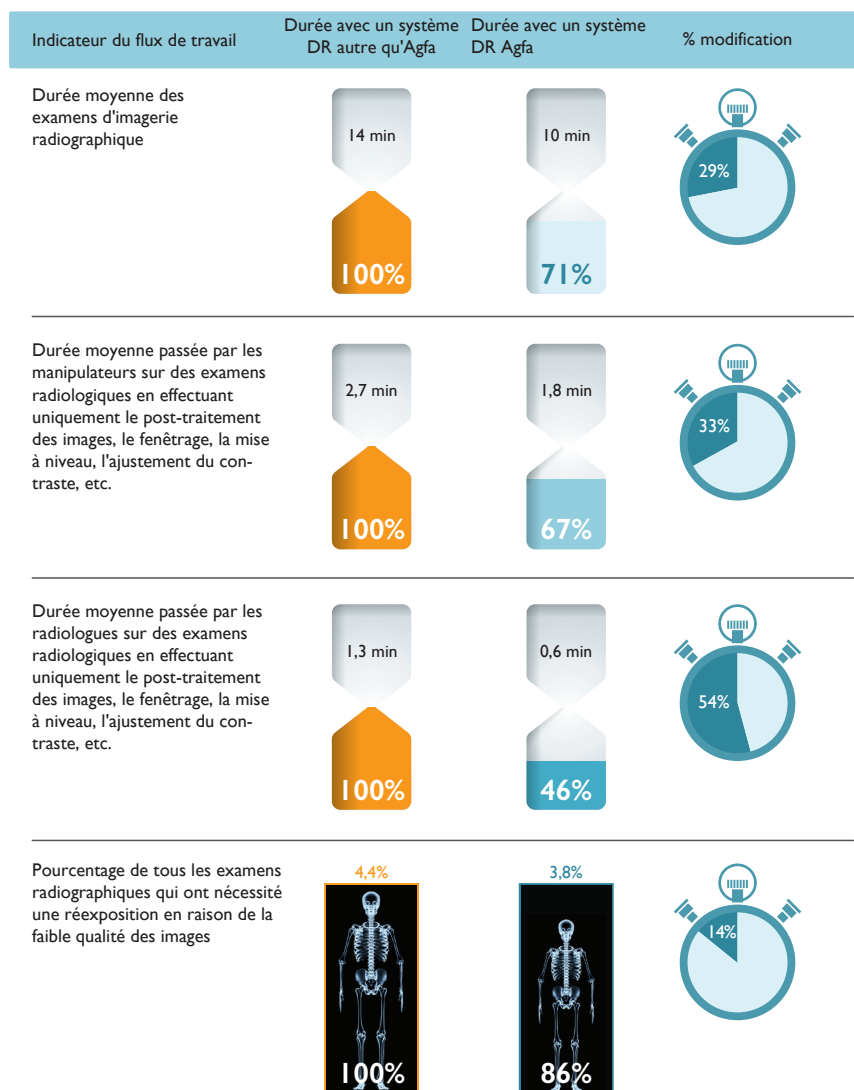 Indicateur du flux de travail
Durée avec un système
DR autre qu'Agfa
Durée avec un système
DR Agfa
% modification
Durée moyenne des
examens d'imagerie
radiographique
14 min
10 min
29%
100%
71%
Durée moyenne passée par les
manipulateurs sur des examens
radiologiques en effectuant
uniquement le post-traitement
des images, le fenêtrage, la mise
à niveau, l'ajustement du con-
traste, etc.
2,7 min
1,8 min
33%
100%
67%
Durée moyenne passée par les
radiologues sur des examens
radiologiques en effectuant
uniquement le post-traitement
des images, le fenêtrage, la mise
à niveau, l'ajustement du con-
traste, etc.
1,3 min
0,6 min
54%
100%
46%
Pourcentage de tous les examens
radiographiques qui ont nécessité
une réexposition en raison de la
faible qualité des images
4,4%
3,8%
14%
100%
86%